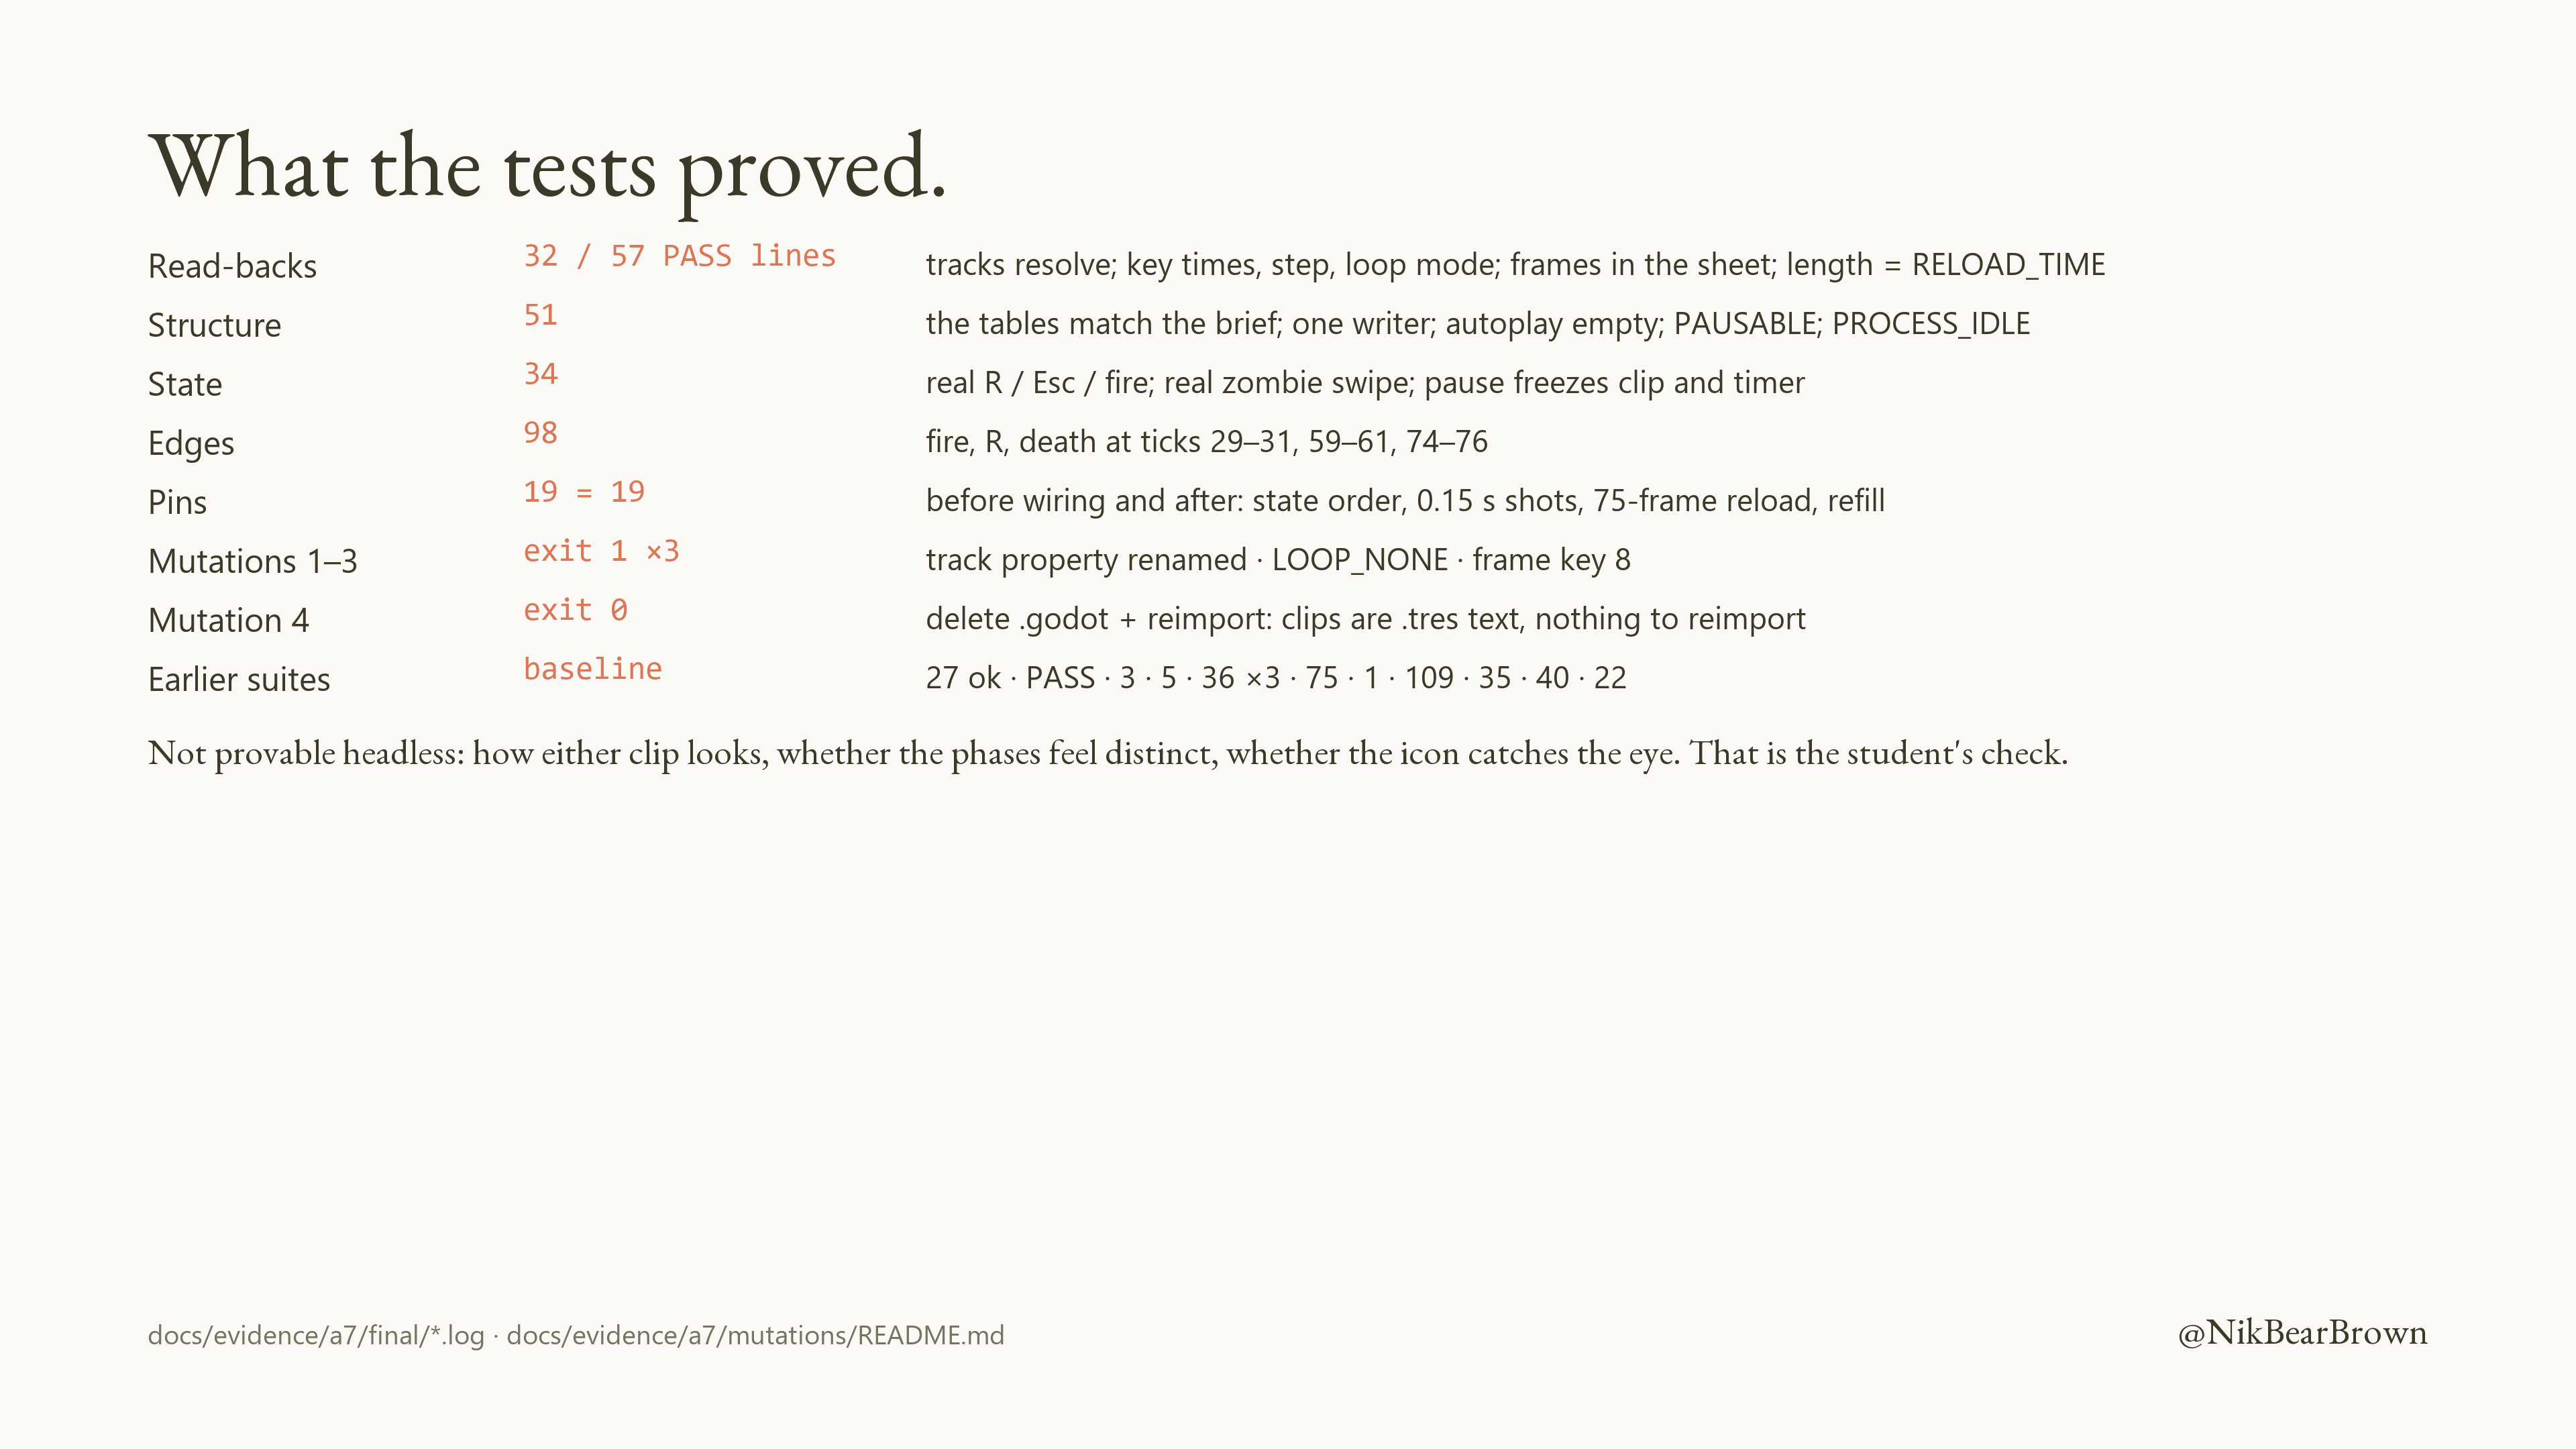 What the tests proved.
Read-backs 32 / 57 PASS lines tracks resolve; key times, step, loop mode; frames in the sheet; length = RELOAD_TIME
Structure 51 the tables match the brief; one writer; autoplay empty; PAUSABLE; PROCESS_IDLE
State 34 real R / Esc / fire; real zombie swipe; pause freezes clip and timer
Edges 98 fire, R, death at ticks 29–31, 59–61, 74–76
Pins 19 = 19 before wiring and after: state order, 0.15 s shots, 75-frame reload, refill
Mutations 1–3 exit 1 ×3 track property renamed · LOOP_NONE · frame key 8
Mutation 4 exit 0 delete .godot + reimport: clips are .tres text, nothing to reimport
Earlier suites baseline 27 ok · PASS · 3 · 5 · 36 ×3 · 75 · 1 · 109 · 35 · 40 · 22
Not provable headless: how either clip looks, whether the phases feel distinct, whether the icon catches the eye. That is the student's check.
docs/evidence/a7/final/*.log · docs/evidence/a7/mutations/README.md
@NikBearBrown